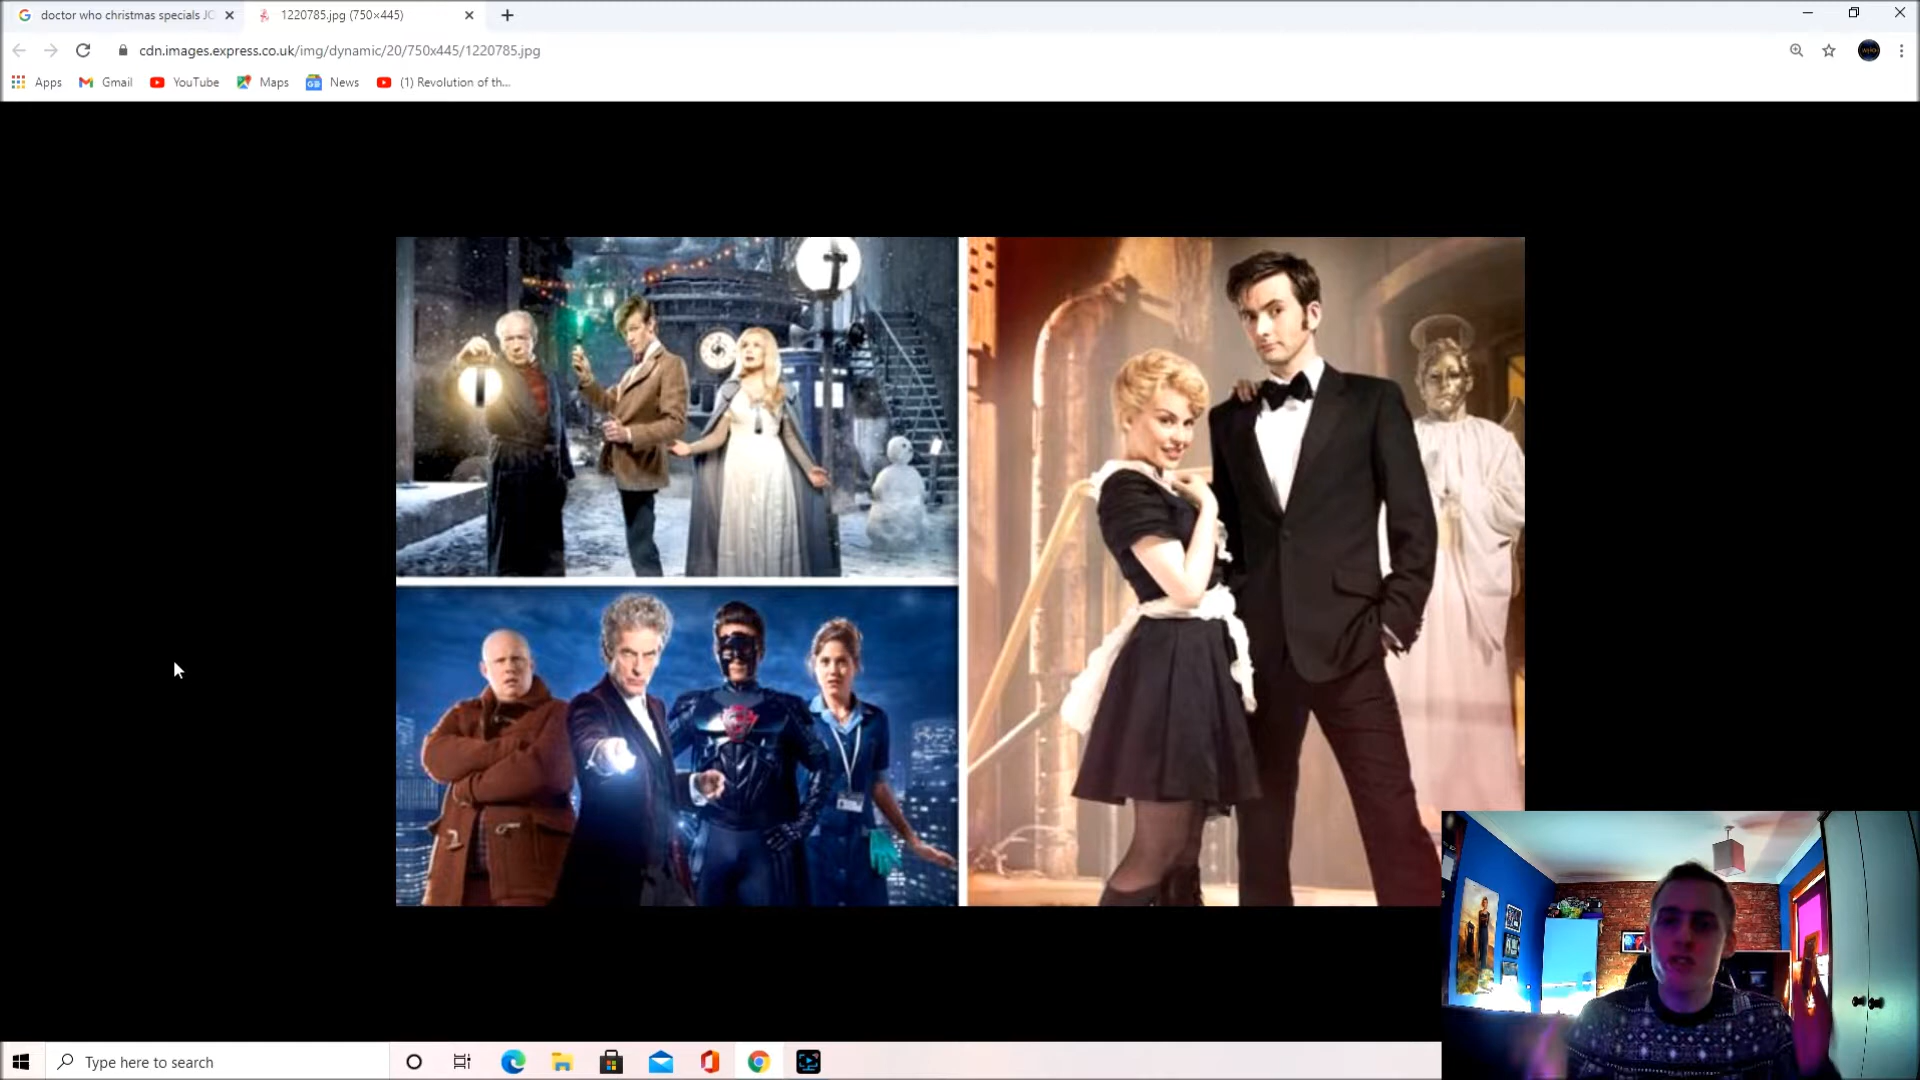 doctor who christmas specials JO
1220785.jpg (750×445)
cdn.images.express.co.uk/img/dynamic/20/750x445/1220785.jpg
Apps
Gmail
YouTube
Maps
News
(1) Revolution of th...
Type here to search